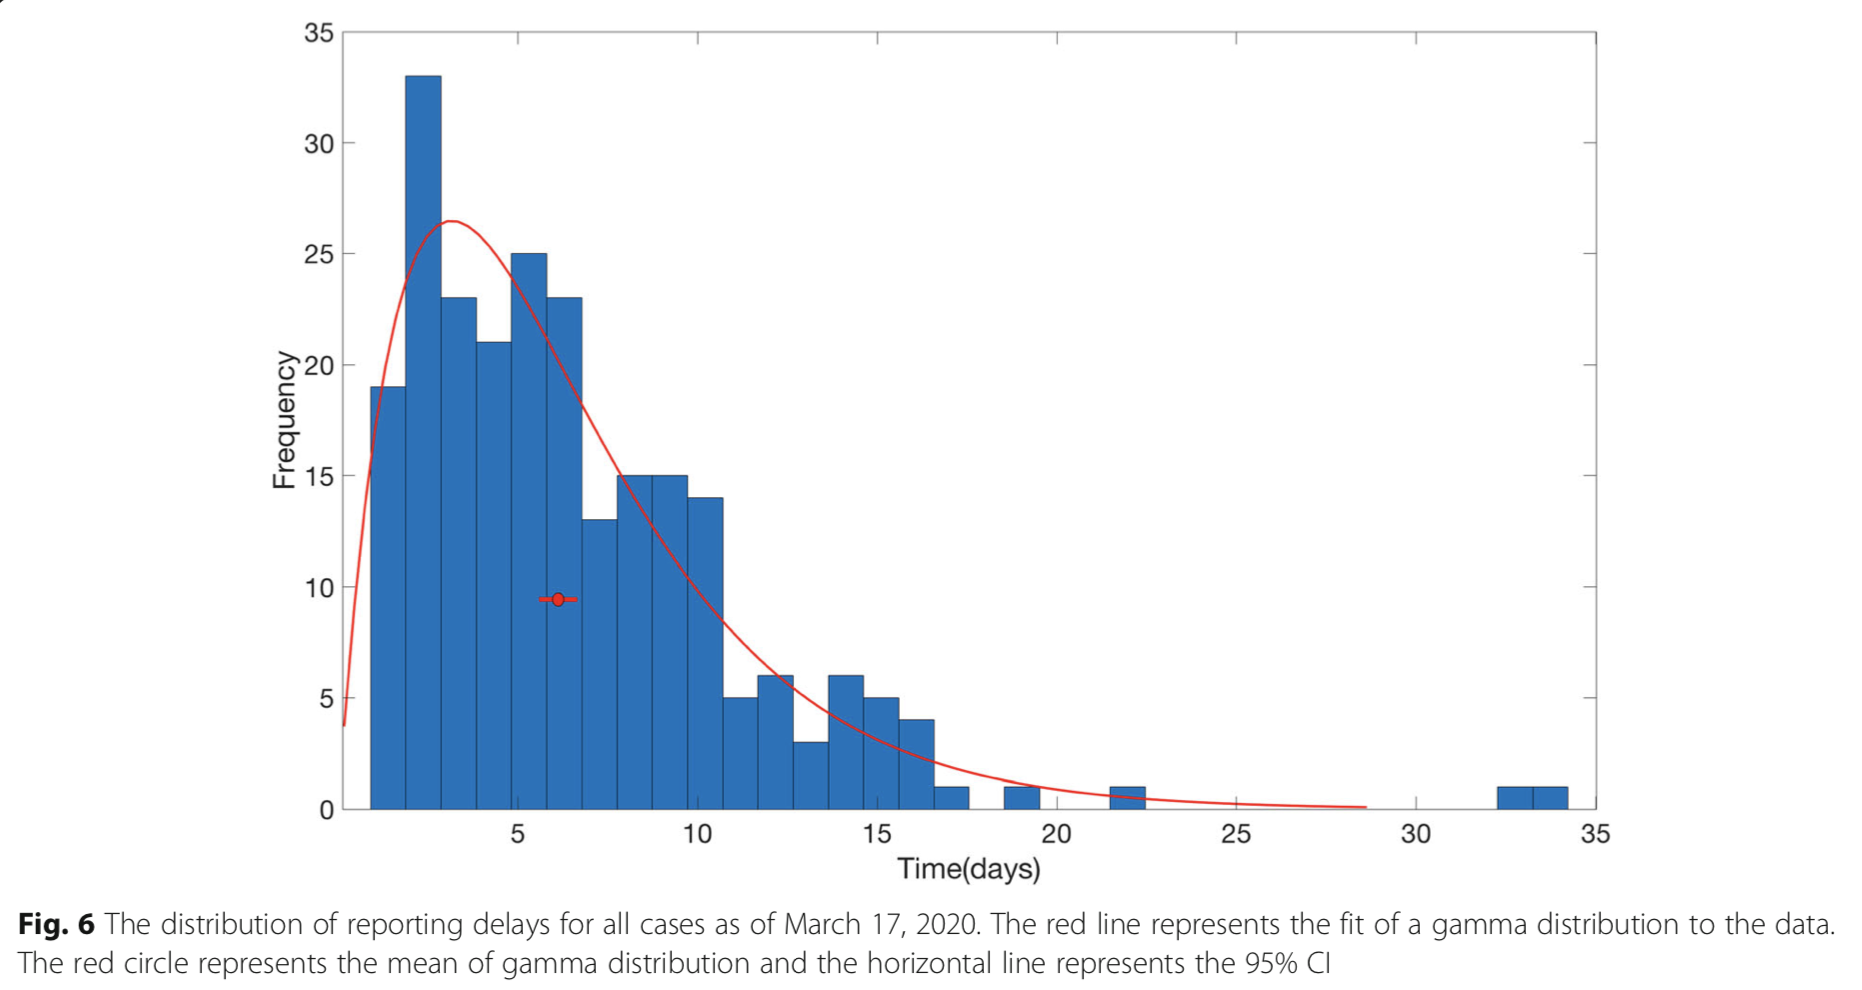 35
30
25
20
15
10
5
0
Frequency
5 10 15 20 25 30 35
Time(days)
Fig. 6 The distribution of reporting delays for all cases as of March 17, 2020. The red line represents the fit of a gamma distribution to the data.
The red circle represents the mean of gamma distribution and the horizontal line represents the 95% CI